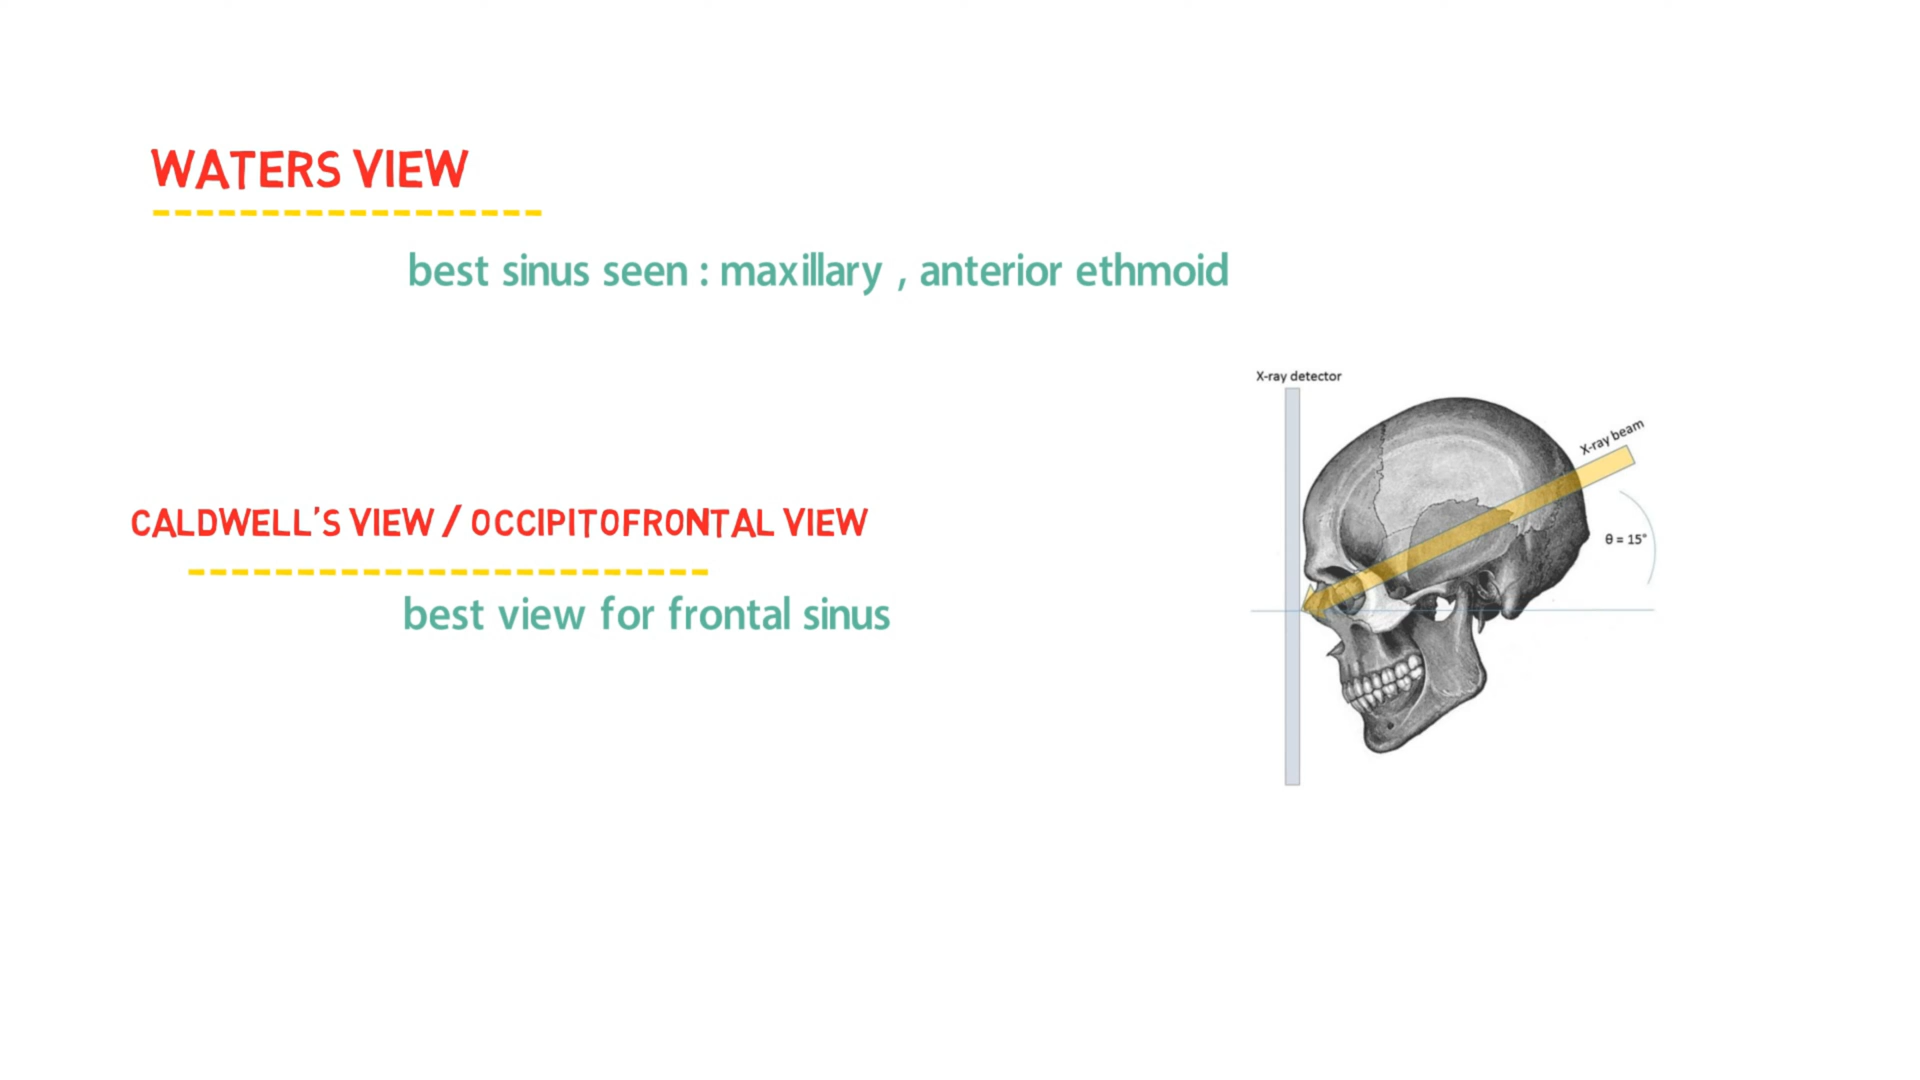 WATERS VIEW
best sinus seen : maxillary , anterior ethmoid
X-ray detector
X-ray beam
θ = 15°
CALDWELL'S VIEW / OCCIPITOFRONTAL VIEW
best view for frontal sinus